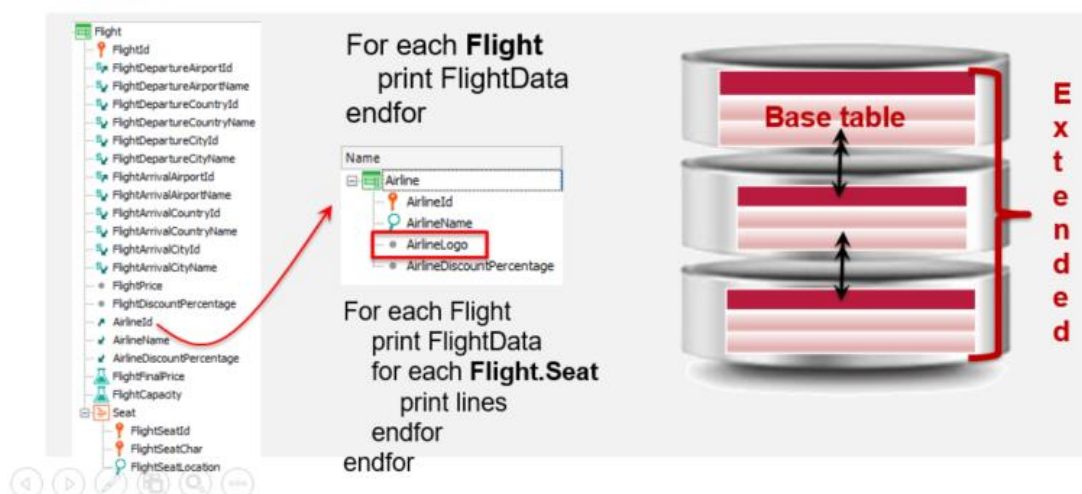 Flight
FlightId
FlightDepartureAirportId
FlightDepartureAirportName
FlightDepartureCountryId
FlightDepartureCountryName
FlightDepartureCityId
FlightDepartureCityName
FlightArrivalAirportId
FlightArrivalAirportName
FlightArrivalCountryId
FlightArrivalCountryName
FlightArrivalCityId
FlightArrivalCityName
FlightPrice
FlightDiscountPercentage
AirlineId
AirlineName
AirlineDiscountPercentage
FlightFinalPrice
FlightCapacity
Seat
FlightSeatId
FlightSeatChar
FlightSeatLocation
For each Flight
print FlightData
endfor
Name
Airline
AirlineId
AirlineName
AirlineLogo
AirlineDiscountPercentage
For each Flight
print FlightData
for each Flight.Seat
print lines
endfor
endfor
Base table
Extended